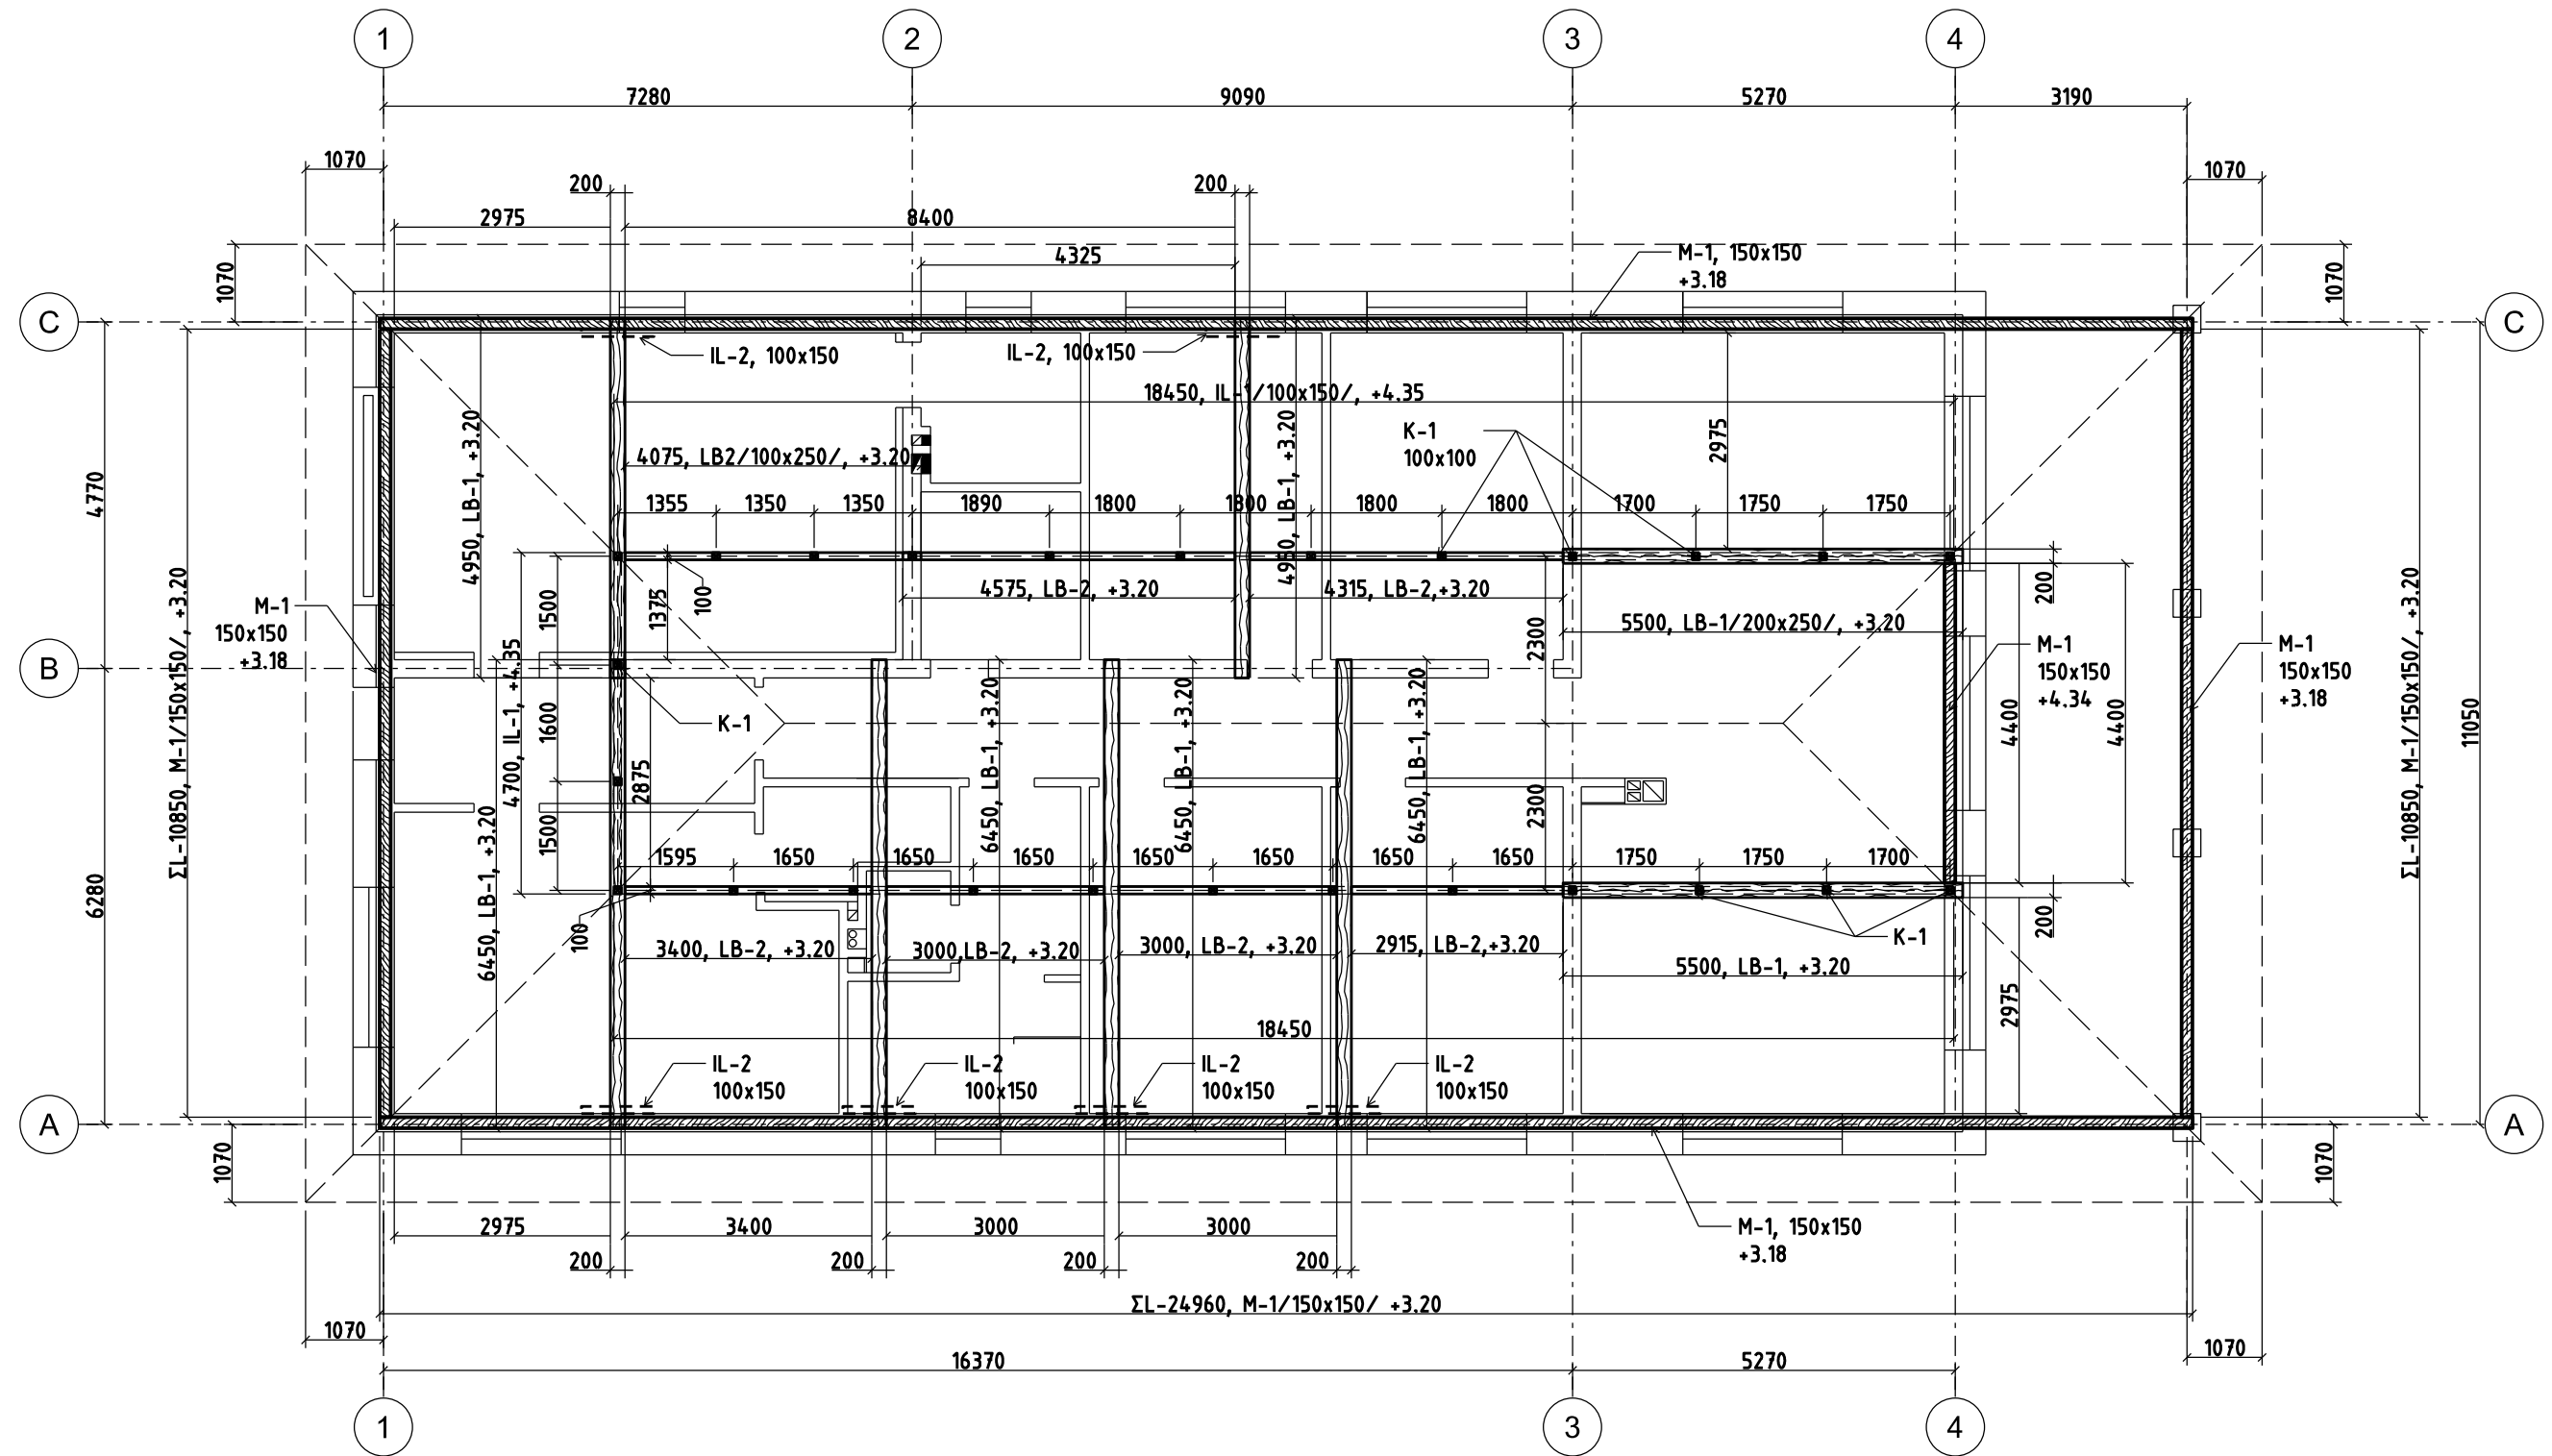 1
2
3
4
7280
9090
5270
3190
1070
1070
200
200
2975
8400
4325
M-1, 150x150
+3.18
1070
1070
C
C
IL-2, 100x150
IL-2, 100x150
18450, IL-1/100x150/, +4.35
K-1
100x100
4950, LB-1, +3.20
4950, LB-1, +3.20
2975
4075, LB2/100x250/, +3.20
4770
1355
1350
1350
1890
1800
1800
1800
1800
1700
1750
1750
ΣL-10850, M-1/150x150/, +3.20
M-1
150x150
+3.18
1500
1375
100
4575, LB-2, +3.20
4315, LB-2,+3.20
5500, LB-1/200x250/, +3.20
200
2300
B
4700, IL-1, +4.35
1600
K-1
2875
1500
6450, LB-1, +3.20
6450, LB-1, +3.20
6450, LB-1, +3.20
6450, LB-1, +3.20
2300
M-1
150x150
+4.34
4400
4400
M-1
150x150
+3.18
ΣL-10850, M-1/150x150/, +3.20
11050
6280
1595
1650
1650
1650
1650
1650
1650
1650
1750
1750
1700
100
200
K-1
3400, LB-2, +3.20
3000,LB-2, +3.20
3000, LB-2, +3.20
2915, LB-2,+3.20
5500, LB-1, +3.20
2975
18450
IL-2
100x150
IL-2
100x150
IL-2
100x150
IL-2
100x150
A
A
1070
1070
2975
3400
3000
3000
M-1, 150x150
+3.18
200
200
200
200
ΣL-24960, M-1/150x150/ +3.20
1070
1070
16370
5270
1
3
4